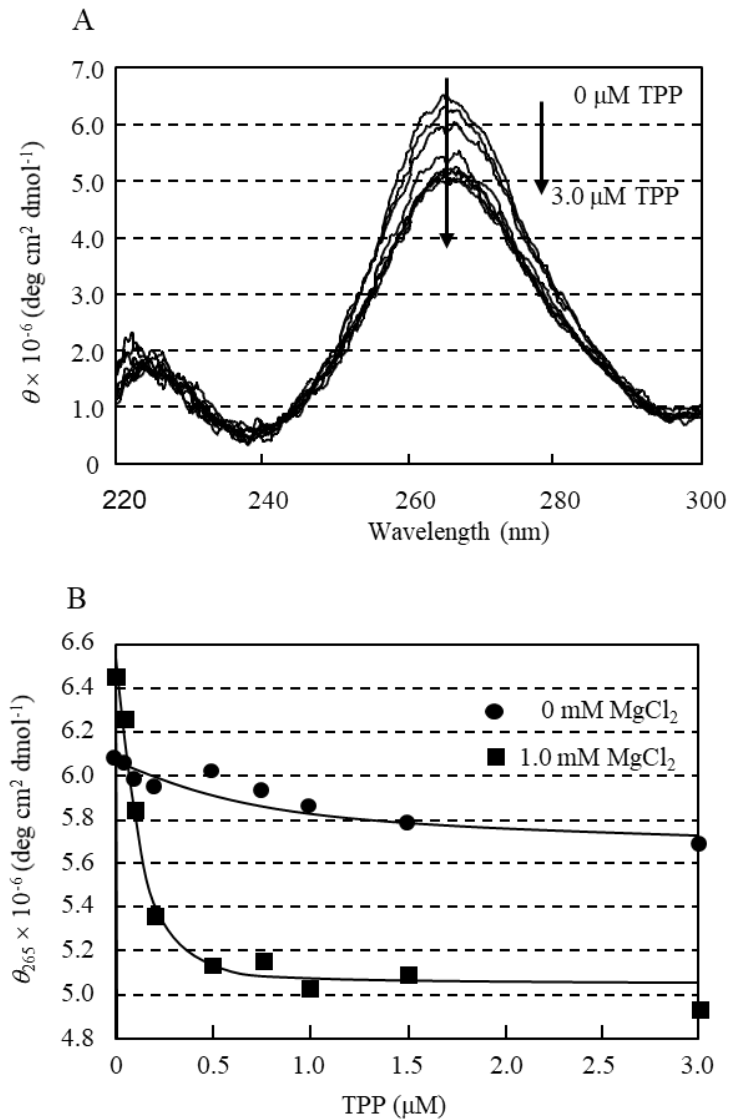 A
7.0
6.0
5.0
4.0
3.0
2.0
1.0
0
0 μM TPP
3.0 μM TPP
θ × 10⁻⁶ (deg cm² dmol⁻¹)
220 240 260 280 300
Wavelength (nm)
B
6.6
6.4
6.2
6.0
5.8
5.6
5.4
5.2
5.0
4.8
0 mM MgCl₂
1.0 mM MgCl₂
θ₂₆₅ × 10⁻⁶ (deg cm² dmol⁻¹)
0 0.5 1.0 1.5 2.0 2.5 3.0
TPP (μM)